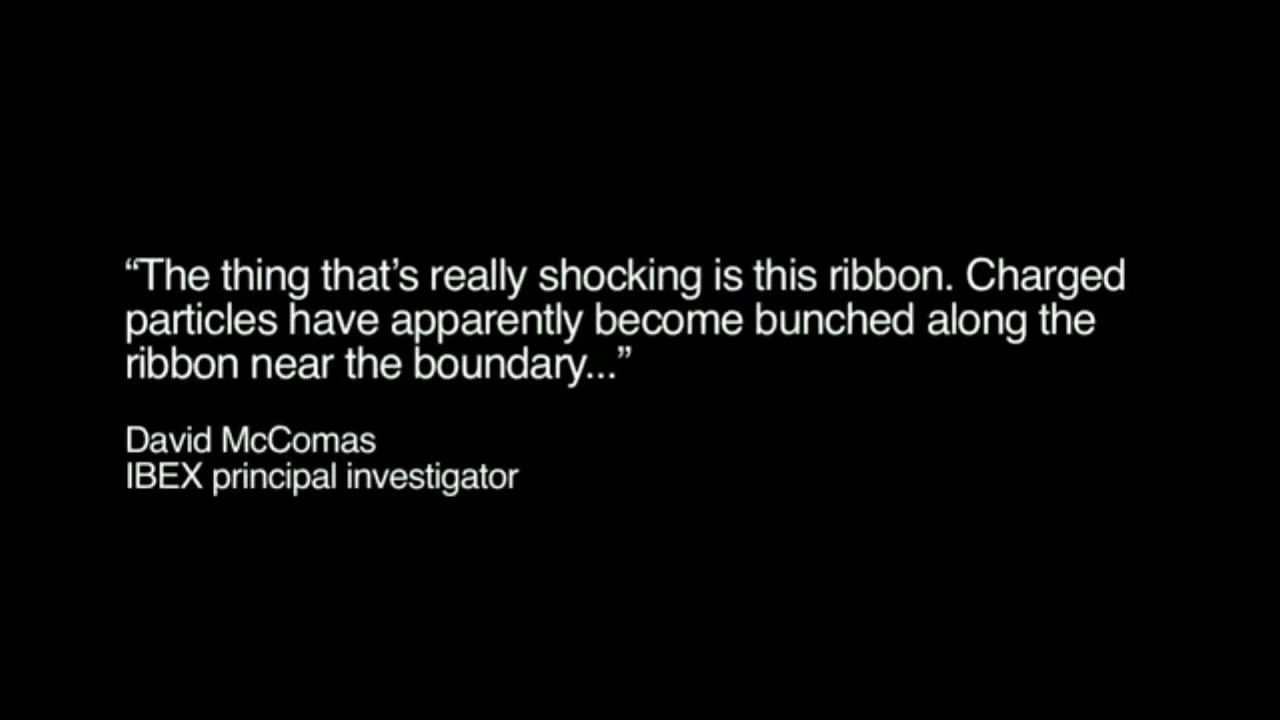 “The thing that’s really shocking is this ribbon. Charged
particles have apparently become bunched along the
ribbon near the boundary...”
David McComas
IBEX principal investigator